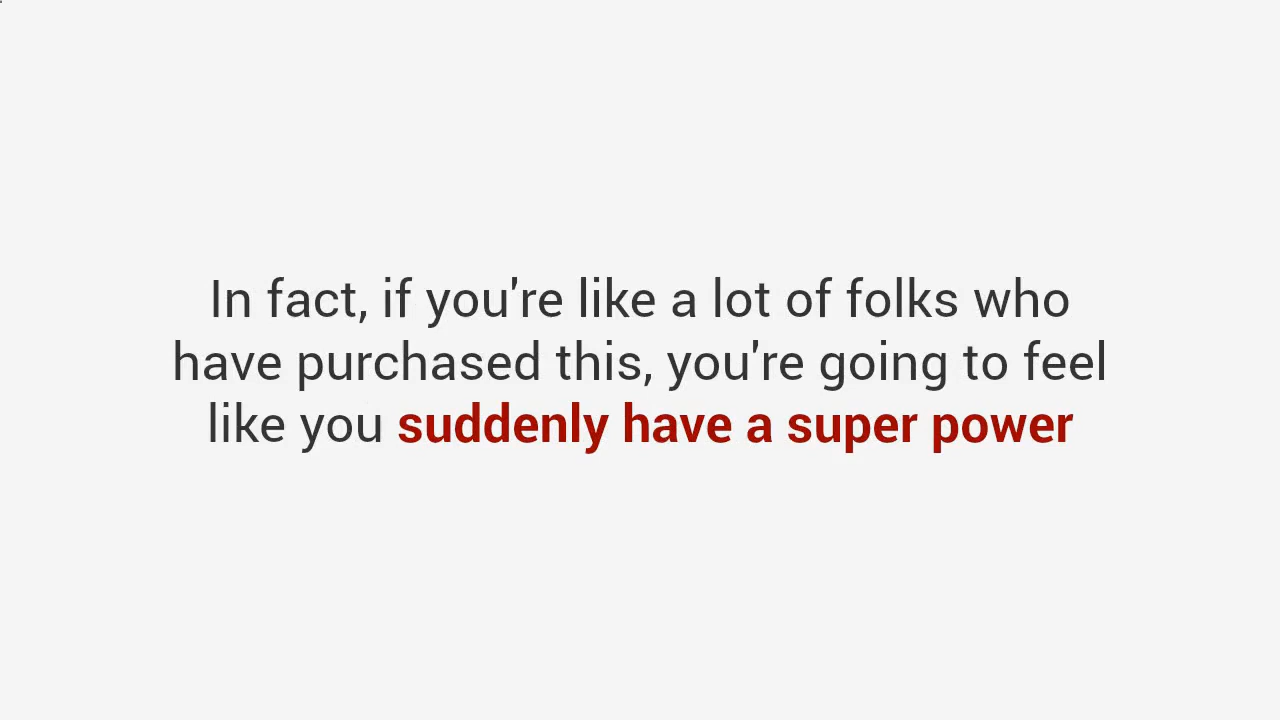 In fact, if you're like a lot of folks who
have purchased this, you're going to feel
like you suddenly have a super power